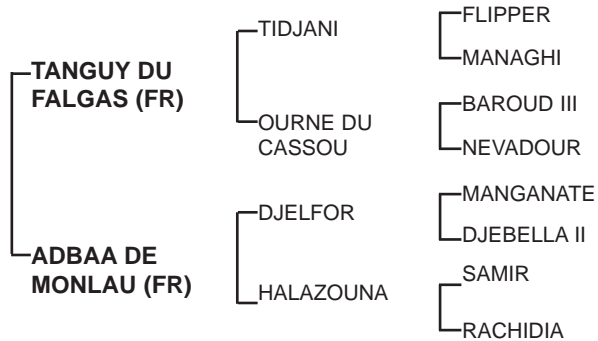 TANGUY DU
FALGAS (FR)
ADBAA DE
MONLAU (FR)
TIDJANI
OURNE DU
CASSOU
DJELFOR
HALAZOUNA
FLIPPER
MANAGHI
BAROUD III
NEVADOUR
MANGANATE
DJEBELLA II
SAMIR
RACHIDIA